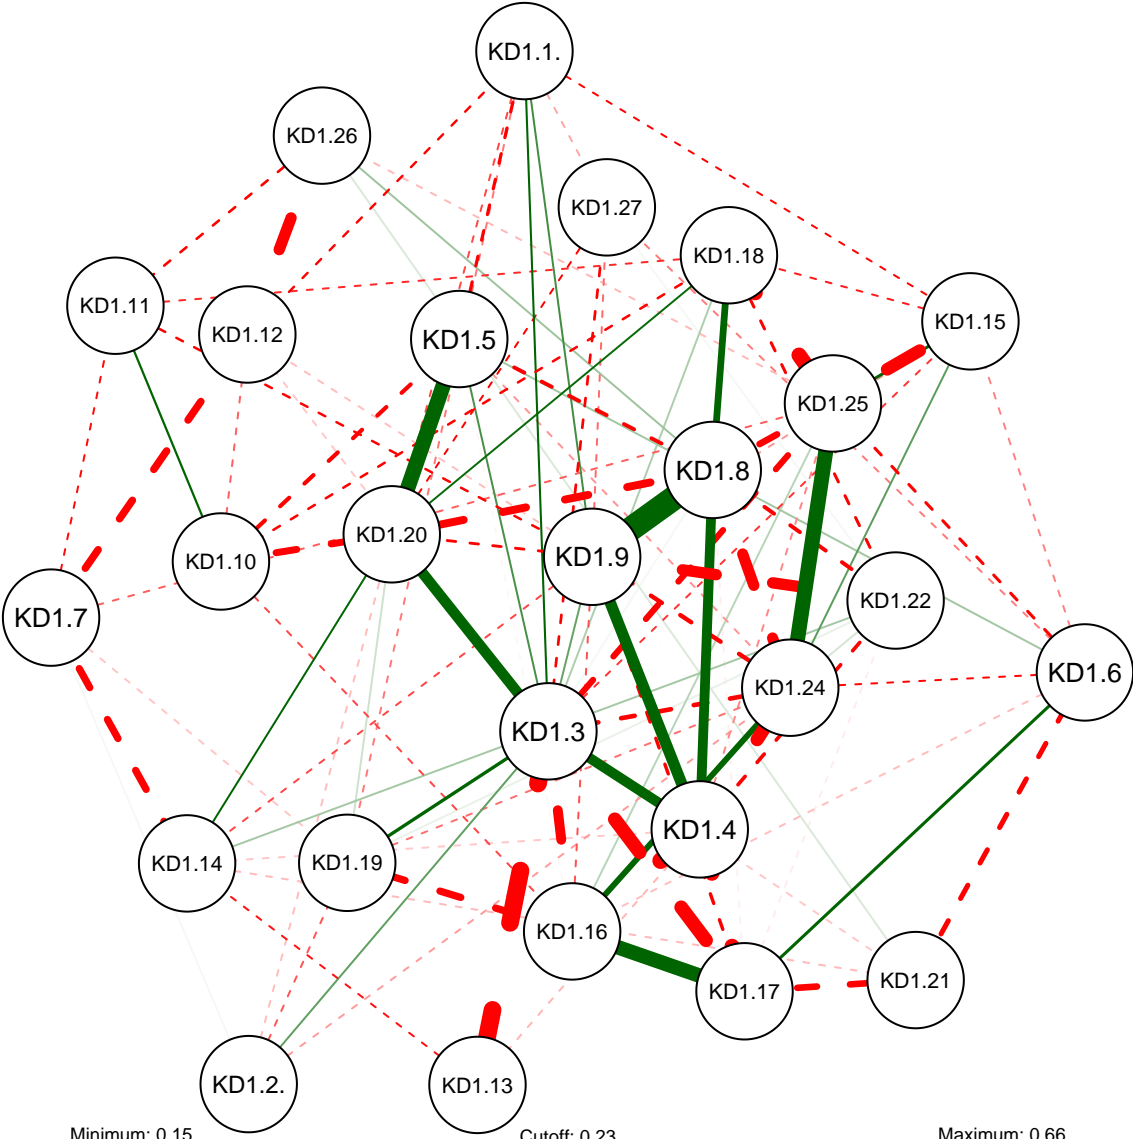 KD1.1.
KD1.26
KD1.27
KD1.18
KD1.11
KD1.12
KD1.5
KD1.15
KD1.25
KD1.8
KD1.20
KD1.9
KD1.10
KD1.22
KD1.7
KD1.6
KD1.24
KD1.3
KD1.4
KD1.14
KD1.19
KD1.16
KD1.21
KD1.17
KD1.2.
KD1.13
Minimum: 0.15 Cutoff: 0.23 Maximum: 0.66